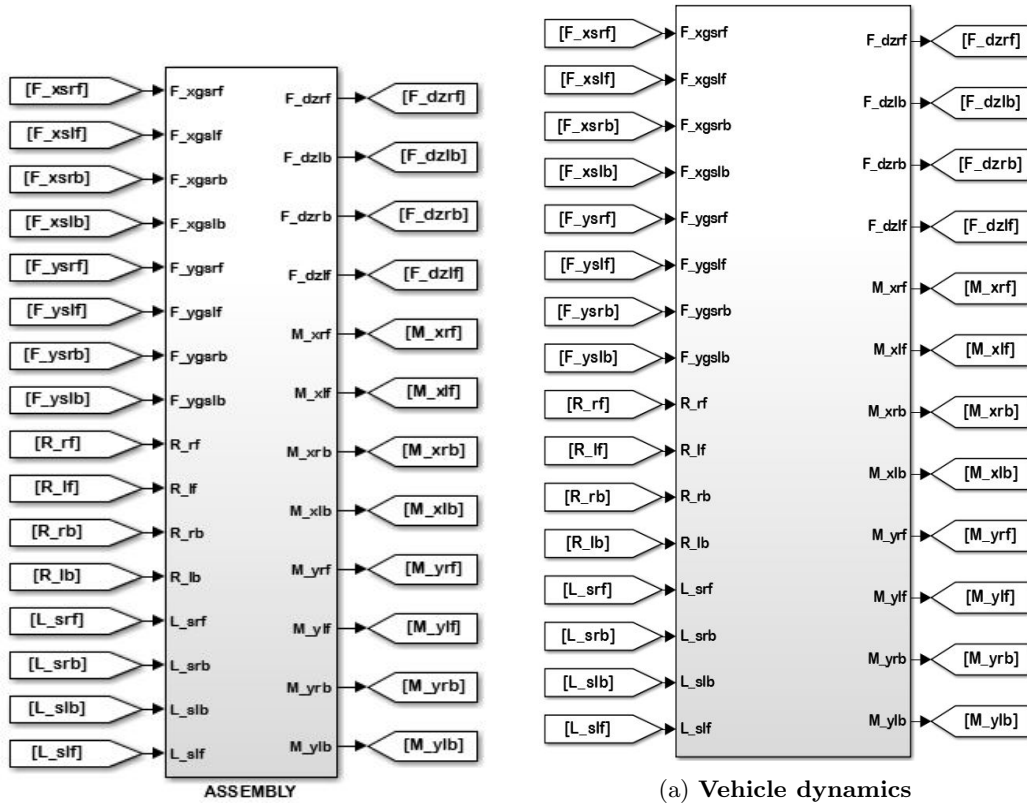 [F_xsrf] F_xgsrf
[F_xslf] F_xgslf
[F_xsrb] F_xgsrb
[F_xslb] F_xgslb
[F_ysrf] F_ygsrf
[F_yslf] F_ygslf
[F_ysrb] F_ygsrb
[F_yslb] F_ygslb
[R_rf] R_rf
[R_lf] R_lf
[R_rb] R_rb
[R_lb] R_lb
[L_srf] L_srf
[L_srb] L_srb
[L_slb] L_slb
[L_slf] L_slf
F_dzrf [F_dzrf]
F_dzlb [F_dzlb]
F_dzrb [F_dzrb]
F_dzlf [F_dzlf]
M_xrf [M_xrf]
M_xlf [M_xlf]
M_xrb [M_xrb]
M_xlb [M_xlb]
M_yrf [M_yrf]
M_ylf [M_ylf]
M_yrb [M_yrb]
M_ylb [M_ylb]
ASSEMBLY
[F_xsrf] F_xgsrf
[F_xslf] F_xgslf
[F_xsrb] F_xgsrb
[F_xslb] F_xgslb
[F_ysrf] F_ygsrf
[F_yslf] F_ygslf
[F_ysrb] F_ygsrb
[F_yslb] F_ygslb
[R_rf] R_rf
[R_lf] R_lf
[R_rb] R_rb
[R_lb] R_lb
[L_srf] L_srf
[L_srb] L_srb
[L_slb] L_slb
[L_slf] L_slf
F_dzrf [F_dzrf]
F_dzlb [F_dzlb]
F_dzrb [F_dzrb]
F_dzlf [F_dzlf]
M_xrf [M_xrf]
M_xlf [M_xlf]
M_xrb [M_xrb]
M_xlb [M_xlb]
M_yrf [M_yrf]
M_ylf [M_ylf]
M_yrb [M_yrb]
M_ylb [M_ylb]
(a) Vehicle dynamics